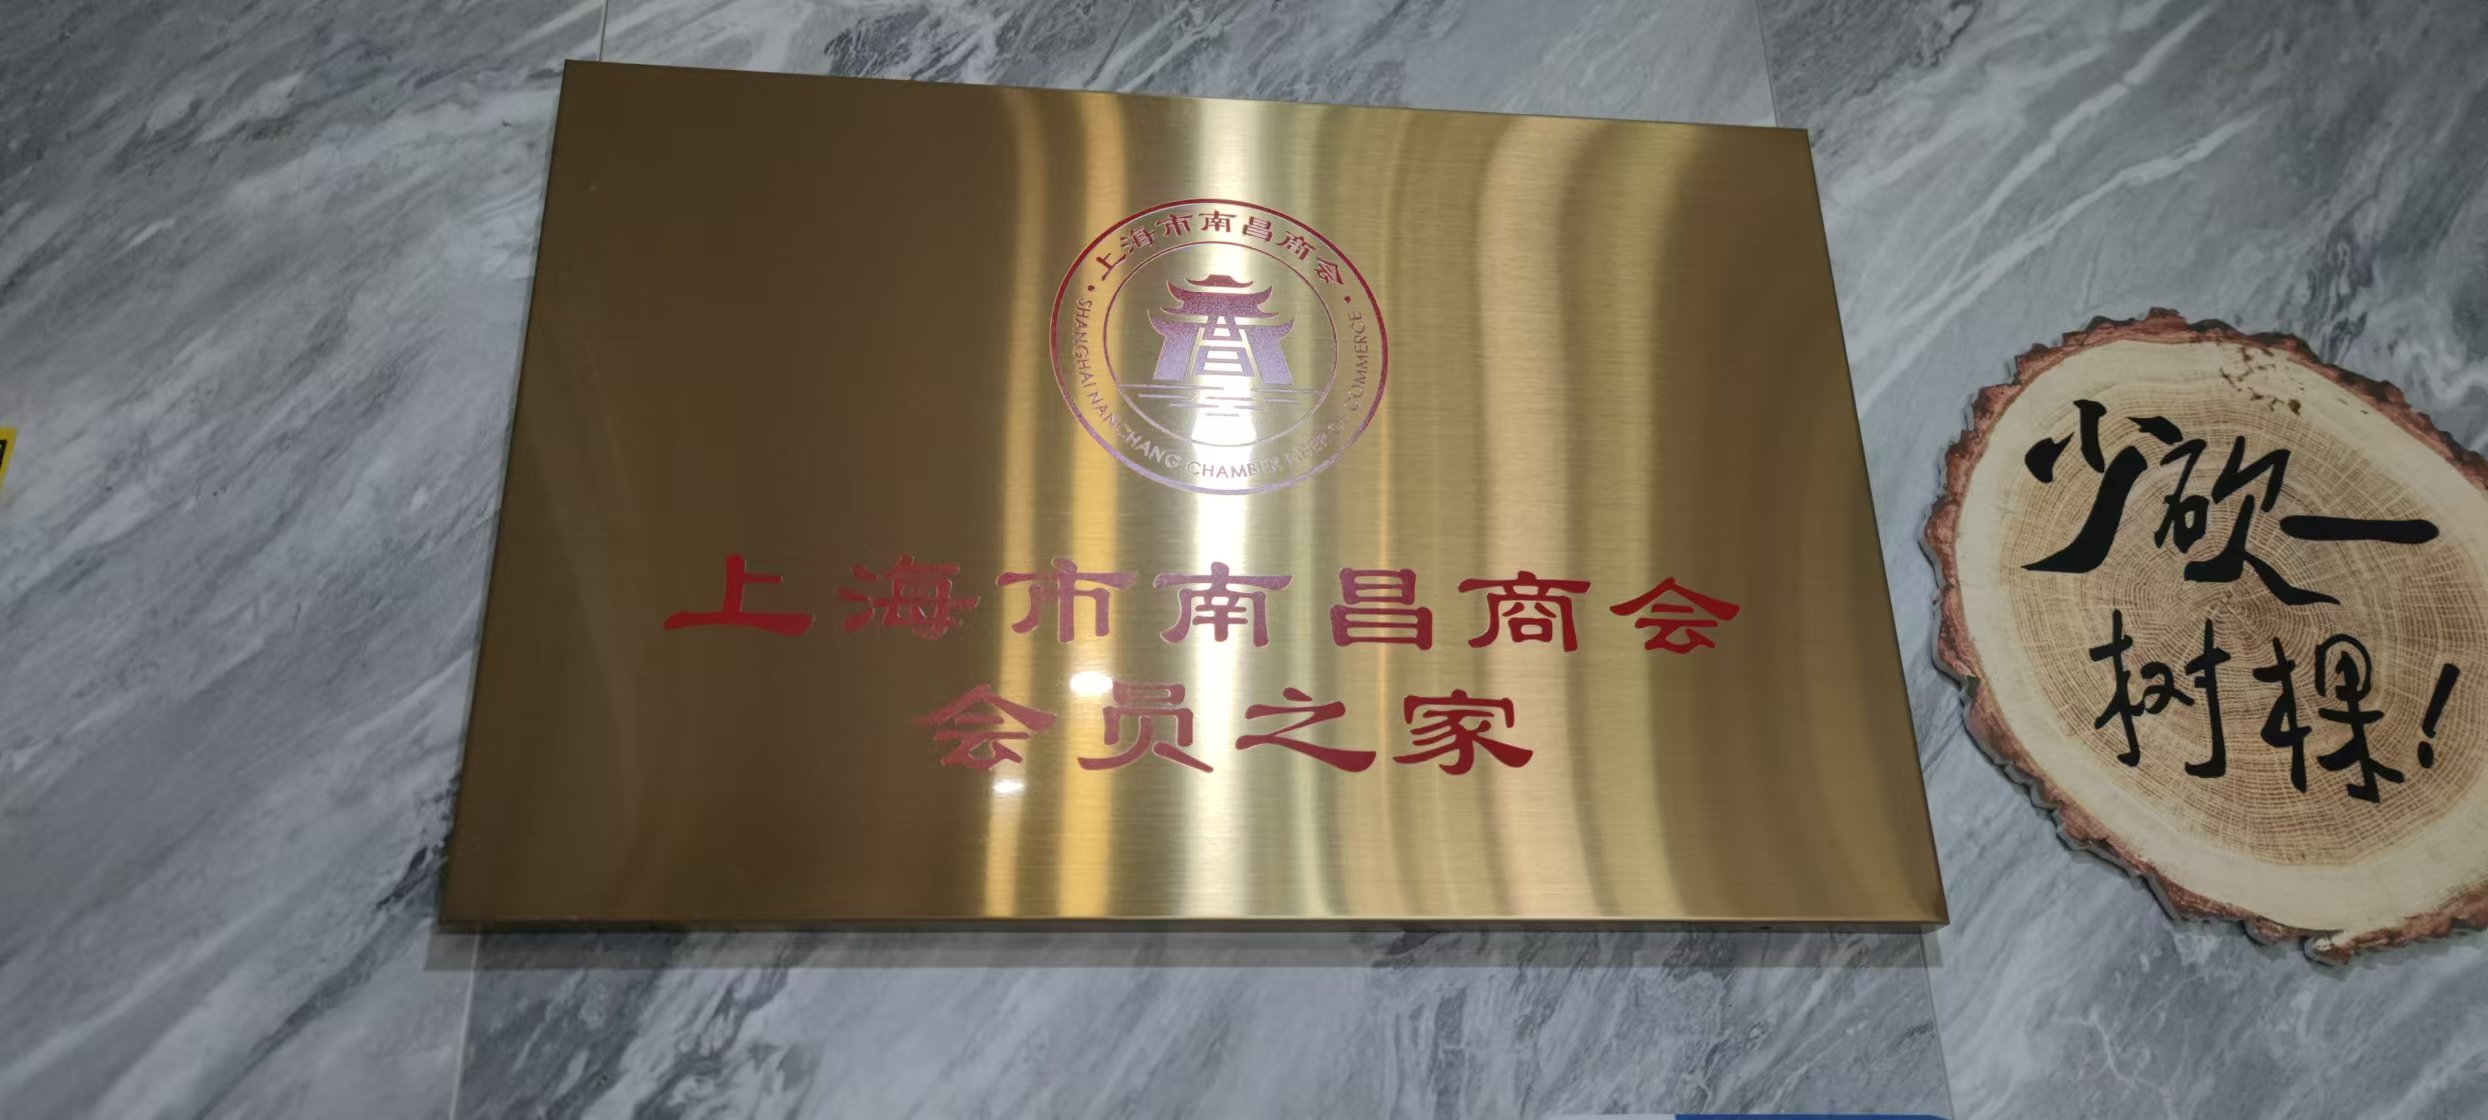 上海市南昌商会
SHANGHAI NANCHANG CHAMBER COMMERCE
上海市南昌商会
会员之家
少砍一
树棵!